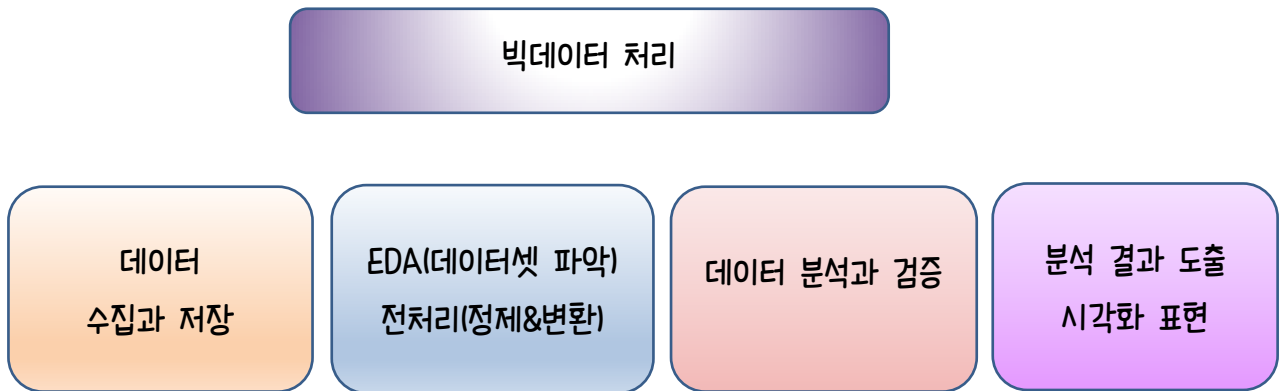 빅데이터 처리
데이터
수집과 저장
EDA(데이터셋 파악)
전처리(정제&변환)
데이터 분석과 검증
분석 결과 도출
시각화 표현